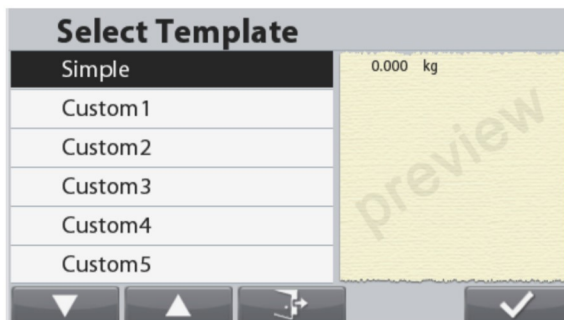 Select Template
Simple
0.000 kg
Custom1
Custom2
Custom3
Custom4
Custom5
preview